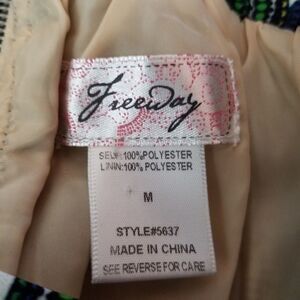 Freeway
SELF:100%POLYESTER
LININ:100% POLYESTER
M
STYLE#5637
MADE IN CHINA
SEE REVERSE FOR CARE